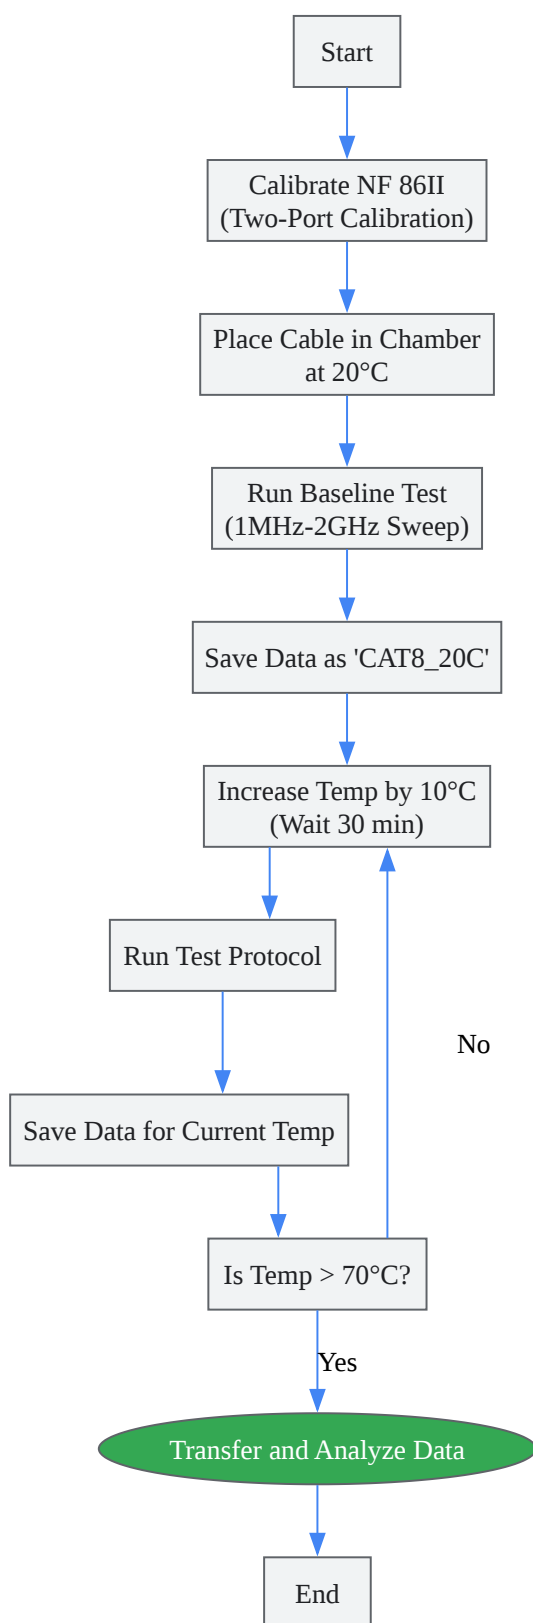 Start
Calibrate NF 86II
(Two-Port Calibration)
Place Cable in Chamber
at 20°C
Run Baseline Test
(1MHz-2GHz Sweep)
Save Data as 'CAT8_20C'
Increase Temp by 10°C
(Wait 30 min)
Run Test Protocol
No
Save Data for Current Temp
Is Temp > 70°C?
Yes
Transfer and Analyze Data
End